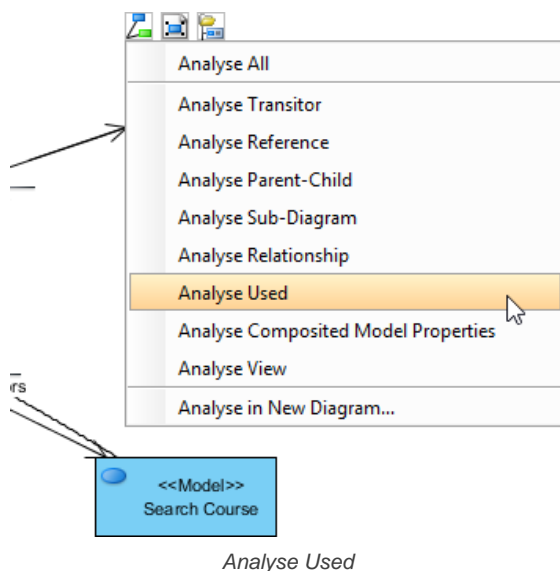 Analyse All
Analyse Transitor
Analyse Reference
Analyse Parent-Child
Analyse Sub-Diagram
Analyse Relationship
Analyse Used
Analyse Composited Model Properties
Analyse View
Analyse in New Diagram...
<<Model>>
Search Course
Analyse Used